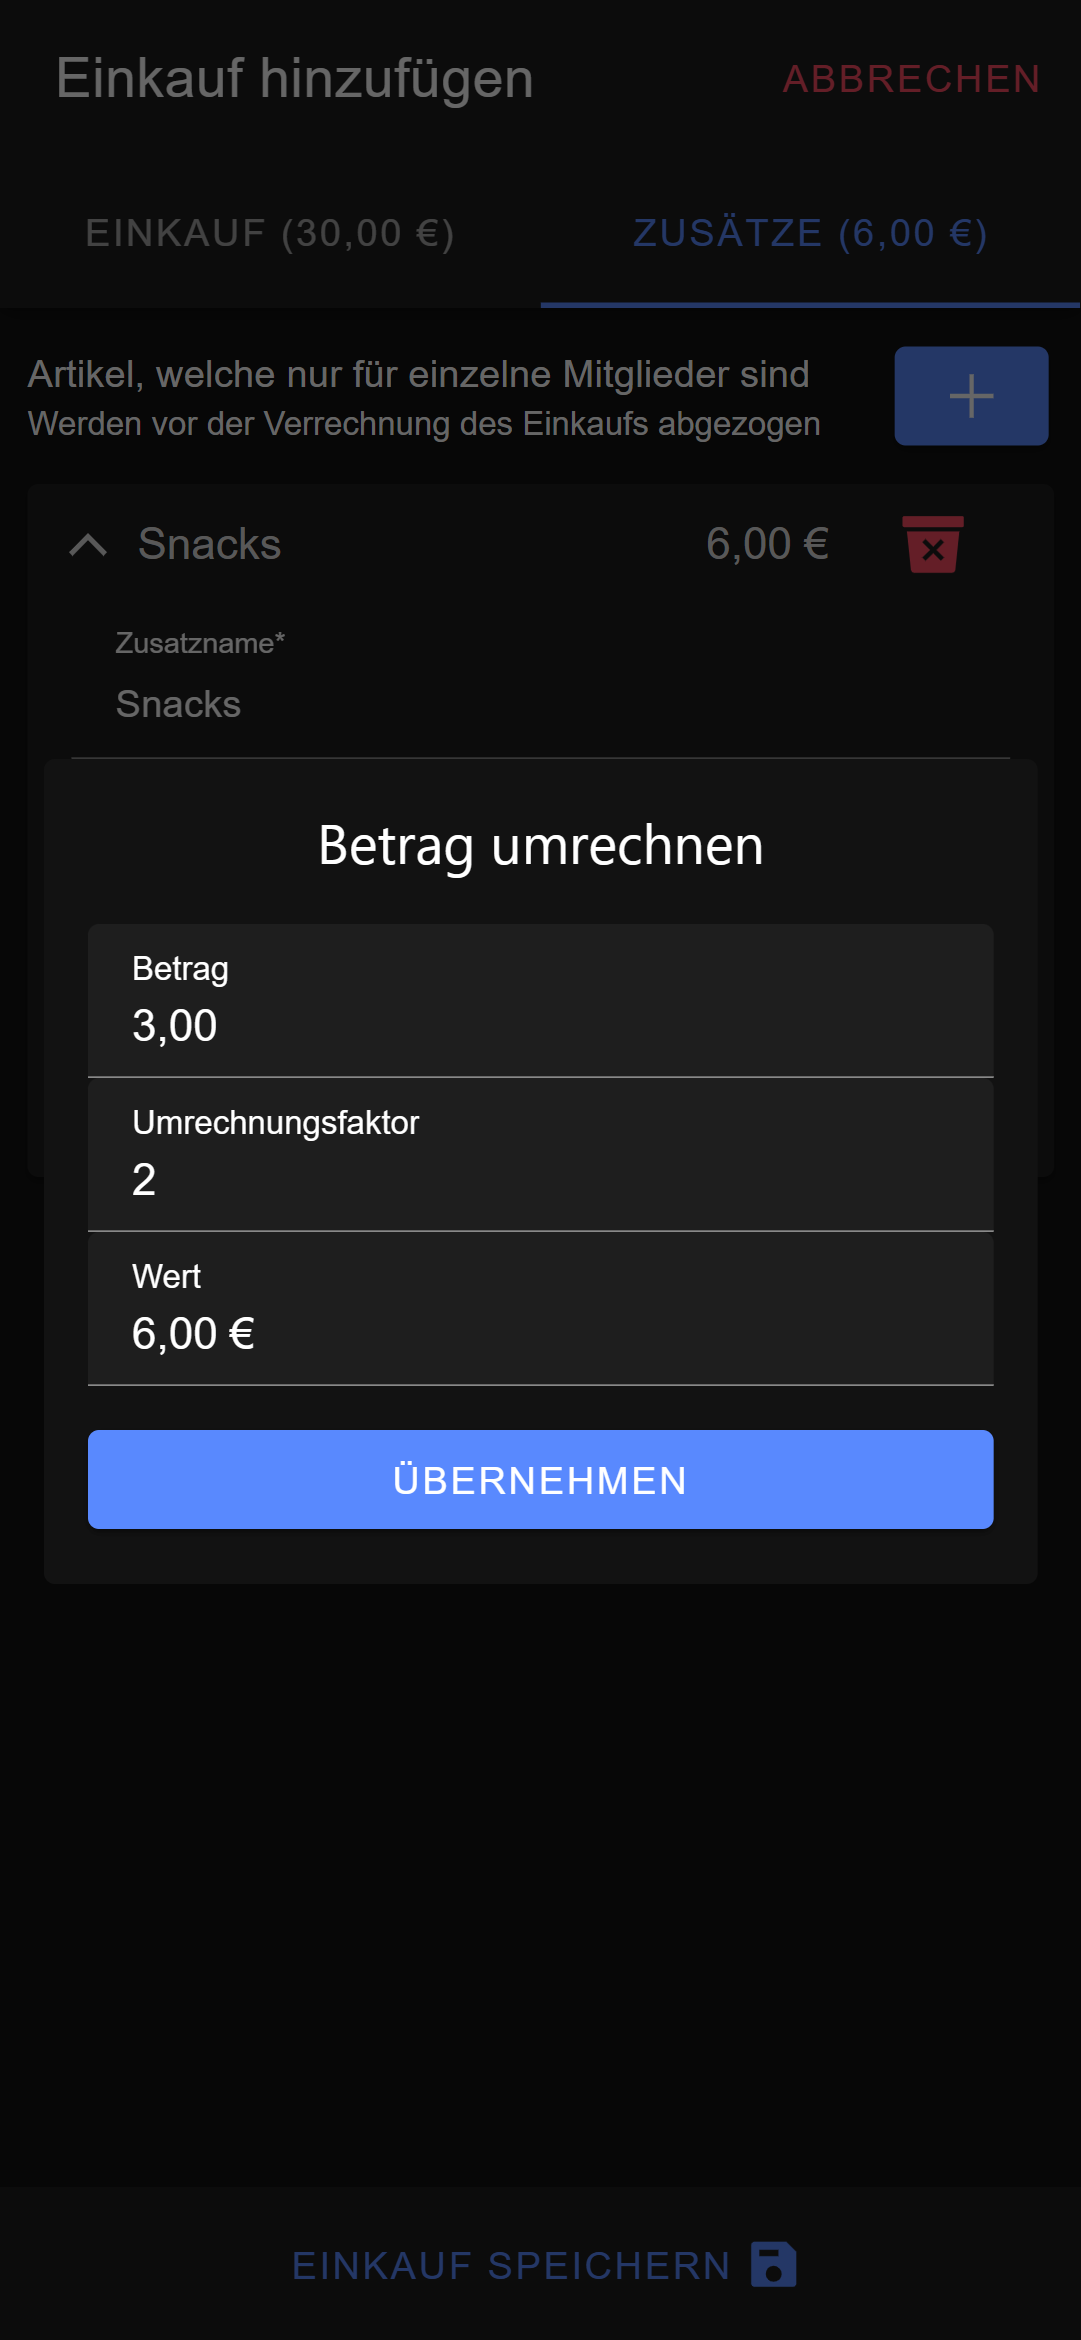 Einkauf hinzufügen ABBRECHEN
EINKAUF (30,00 €) ZUSÄTZE (6,00 €)
Artikel, welche nur für einzelne Mitglieder sind
Werden vor der Verrechnung des Einkaufs abgezogen
Snacks 6,00 €
Zusatzname*
Snacks
Betrag umrechnen
Betrag
3,00
Umrechnungsfaktor
2
Wert
6,00 €
ÜBERNEHMEN
EINKAUF SPEICHERN